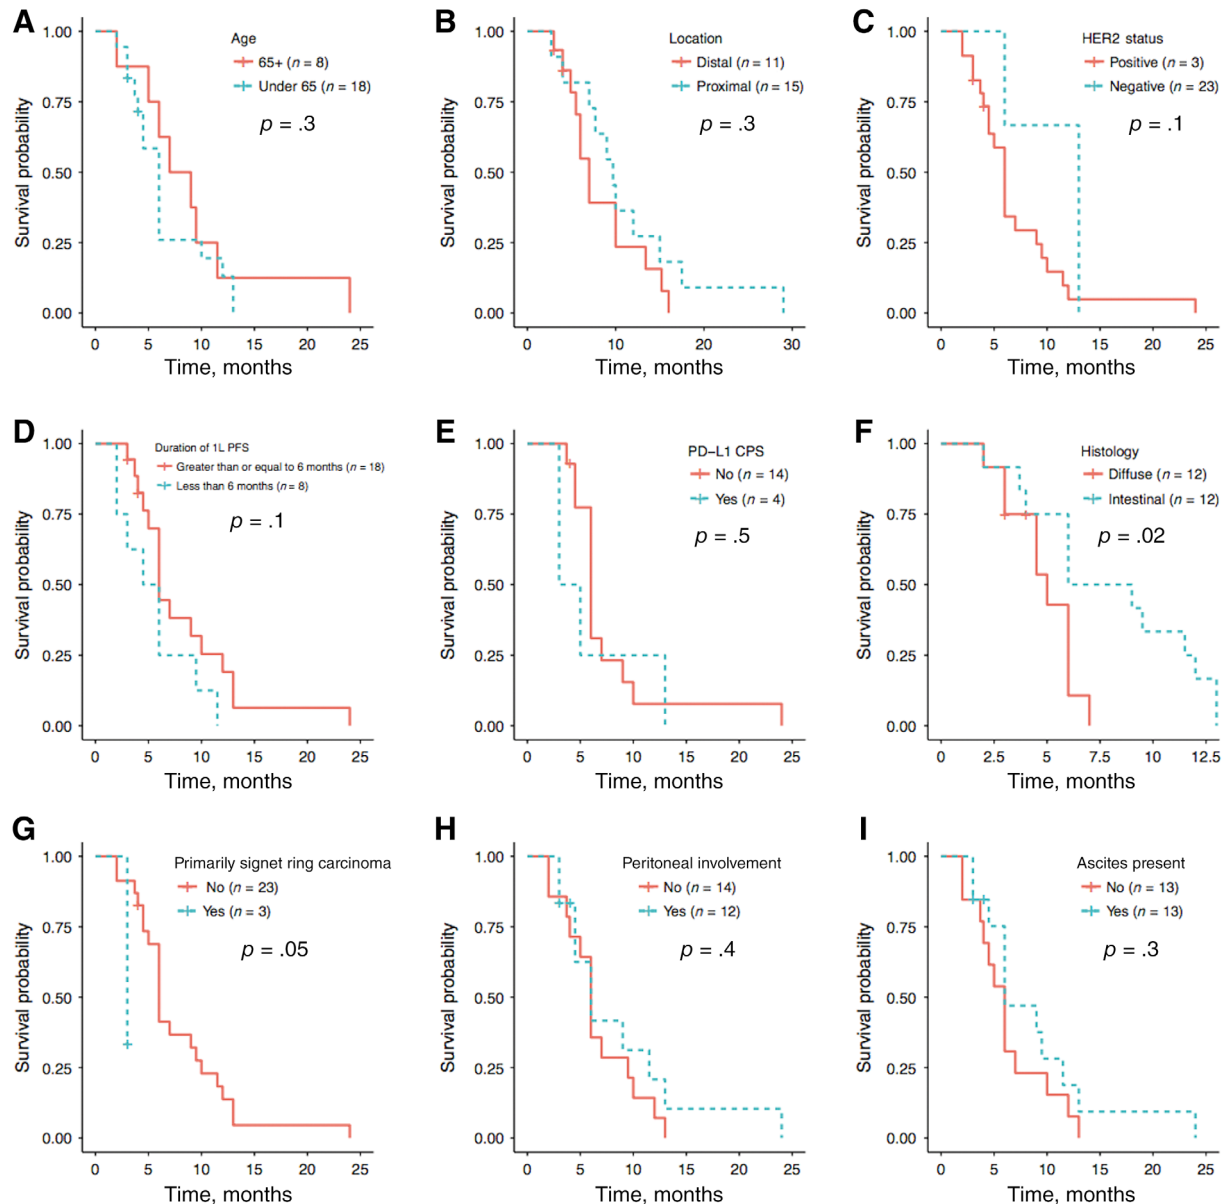 A
Age
65+ (n = 8)
Under 65 (n = 18)
p = .3
Survival probability
1.00
0.75
0.50
0.25
0.00
0 5 10 15 20 25
Time, months
B
Location
Distal (n = 11)
Proximal (n = 15)
p = .3
Survival probability
1.00
0.75
0.50
0.25
0.00
0 10 20 30
Time, months
C
HER2 status
Positive (n = 3)
Negative (n = 23)
p = .1
Survival probability
1.00
0.75
0.50
0.25
0.00
0 5 10 15 20 25
Time, months
D
Duration of 1L PFS
Greater than or equal to 6 months (n = 18)
Less than 6 months (n = 8)
p = .1
Survival probability
1.00
0.75
0.50
0.25
0.00
0 5 10 15 20 25
Time, months
E
PD–L1 CPS
No (n = 14)
Yes (n = 4)
p = .5
Survival probability
1.00
0.75
0.50
0.25
0.00
0 5 10 15 20 25
Time, months
F
Histology
Diffuse (n = 12)
Intestinal (n = 12)
p = .02
Survival probability
1.00
0.75
0.50
0.25
0.00
0 2.5 5 7.5 10 12.5
Time, months
G
Primarily signet ring carcinoma
No (n = 23)
Yes (n = 3)
p = .05
Survival probability
1.00
0.75
0.50
0.25
0.00
0 5 10 15 20 25
Time, months
H
Peritoneal involvement
No (n = 14)
Yes (n = 12)
p = .4
Survival probability
1.00
0.75
0.50
0.25
0.00
0 5 10 15 20 25
Time, months
I
Ascites present
No (n = 13)
Yes (n = 13)
p = .3
Survival probability
1.00
0.75
0.50
0.25
0.00
0 5 10 15 20 25
Time, months